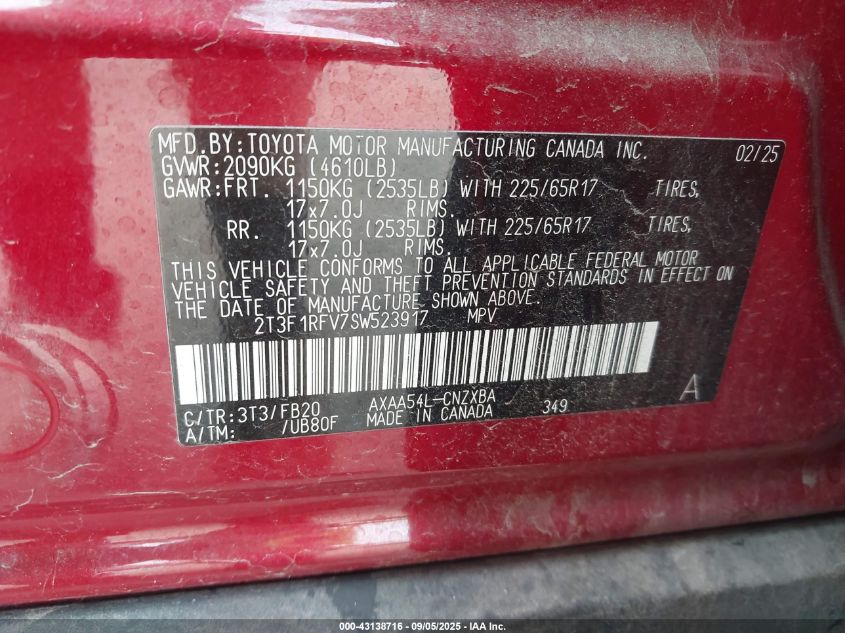 MFD.BY:TOYOTA MOTOR MANUFACTURING CANADA INC. 02/25
GVWR:2090KG (4610LB)
GAWR:FRT. 1150KG (2535LB) WITH 225/65R17 TIRES,
17x7.0J RIMS.
RR. 1150KG (2535LB) WITH 225/65R17 TIRES,
17x7.0J RIMS.
THIS VEHICLE CONFORMS TO ALL APPLICABLE FEDERAL MOTOR
VEHICLE SAFETY AND THEFT PREVENTION STANDARDS IN EFFECT ON
THE DATE OF MANUFACTURE SHOWN ABOVE.
2T3F1RFV7SW523917 MPV
C/TR:3T3/FB20 AXAA54L-CNZXBA 349 A
A/TM: /UB80F MADE IN CANADA
000-43138716 - 09/05/2025 - IAA Inc.